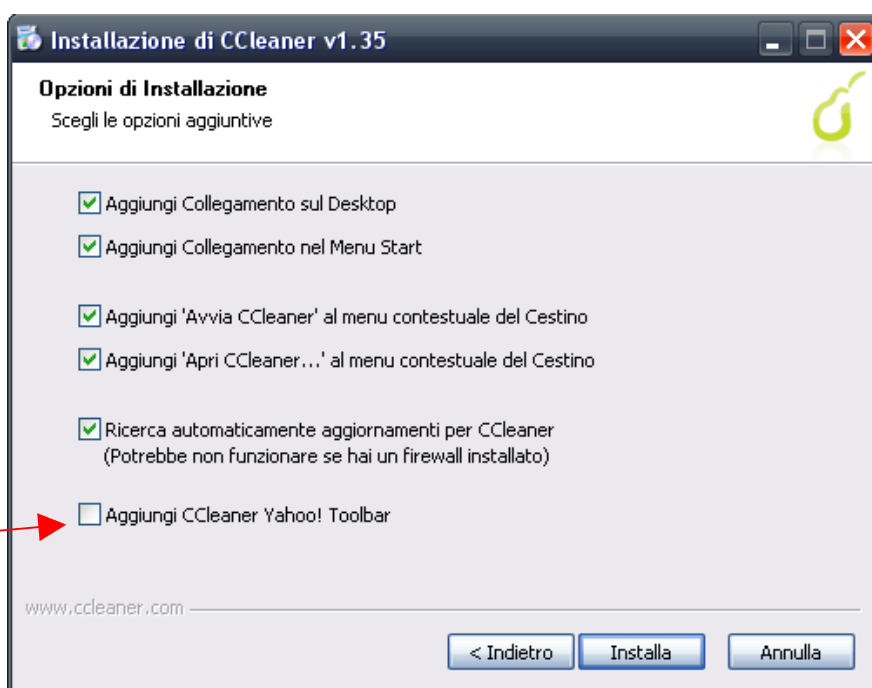 Installazione di CCleaner v1.35
Opzioni di Installazione
Scegli le opzioni aggiuntive
Aggiungi Collegamento sul Desktop
Aggiungi Collegamento nel Menu Start
Aggiungi 'Avvia CCleaner' al menu contestuale del Cestino
Aggiungi 'Apri CCleaner...' al menu contestuale del Cestino
Ricerca automaticamente aggiornamenti per CCleaner
(Potrebbe non funzionare se hai un firewall installato)
Aggiungi CCleaner Yahoo! Toolbar
www.ccleaner.com
< Indietro Installa Annulla